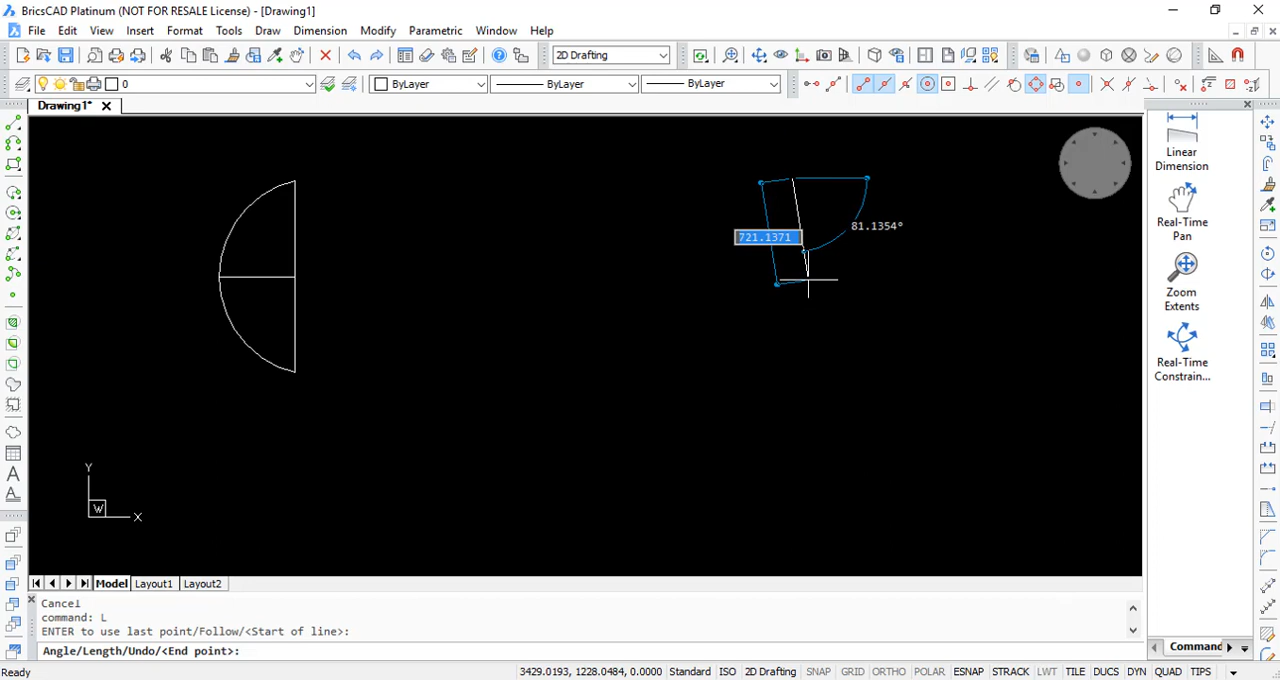 BricsCAD Platinum (NOT FOR RESALE License) - [Drawing1]
File Edit View Insert Format Tools Draw Dimension Modify Parametric Window Help
2D Drafting
0 ByLayer ByLayer ByLayer
Drawing1*
Linear
Dimension
Real-Time
Pan
Zoom
Extents
Real-Time
Constrain...
81.1354°
721.1371
Y
W X
Model Layout1 Layout2
Cancel
command: L
ENTER to use last point/Follow/<Start of line>:
Angle/Length/Undo/<End point>:
Command
Ready 3429.0193, 1228.0484, 0.0000 Standard ISO 2D Drafting SNAP GRID ORTHO POLAR ESNAP STRACK LWT TILE DUCS DYN QUAD TIPS